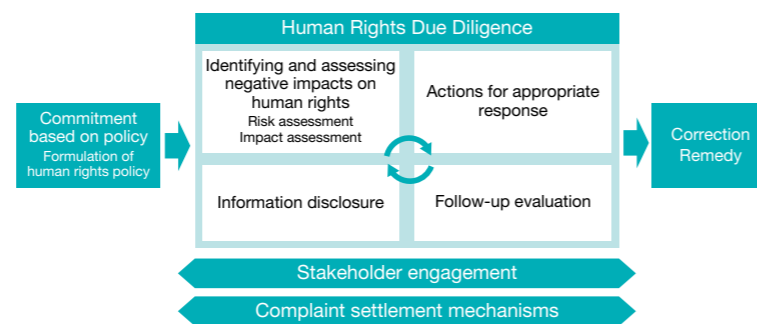 Human Rights Due Diligence
Commitment
based on policy
Formulation of
human rights policy
Identifying and assessing
negative impacts on
human rights
Risk assessment
Impact assessment
Actions for appropriate
response
Information disclosure
Follow-up evaluation
Correction
Remedy
Stakeholder engagement
Complaint settlement mechanisms